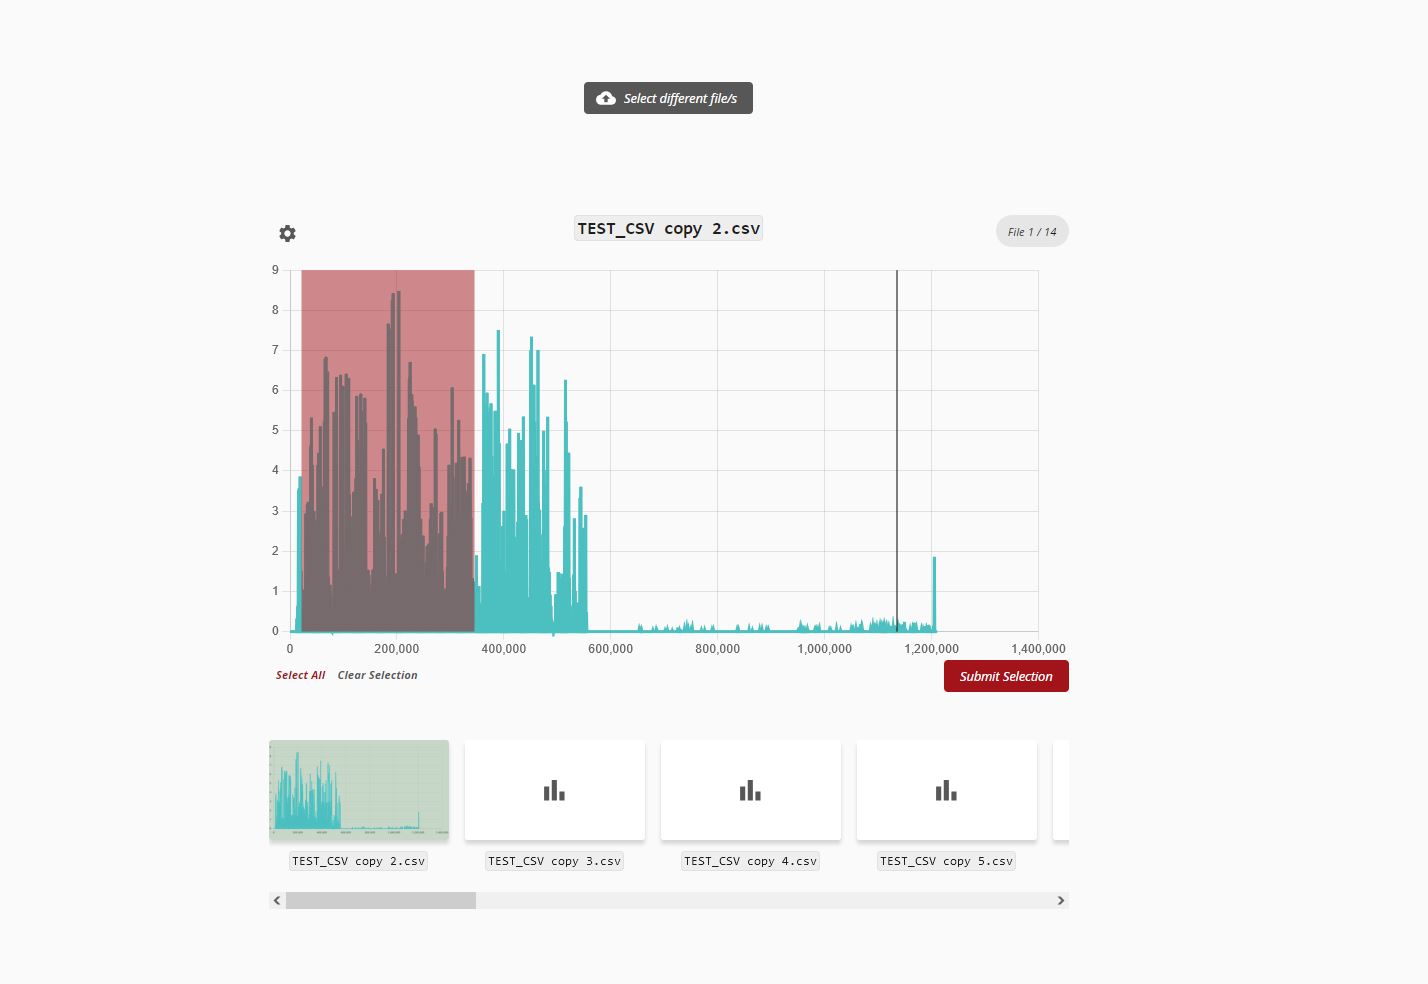 Select different file/s
TEST_CSV copy 2.csv
File 1 / 14
9
8
7
6
5
4
3
2
1
0
0 200,000 400,000 600,000 800,000 1,000,000 1,200,000 1,400,000
Select All Clear Selection
Submit Selection
TEST_CSV copy 2.csv TEST_CSV copy 3.csv TEST_CSV copy 4.csv TEST_CSV copy 5.csv